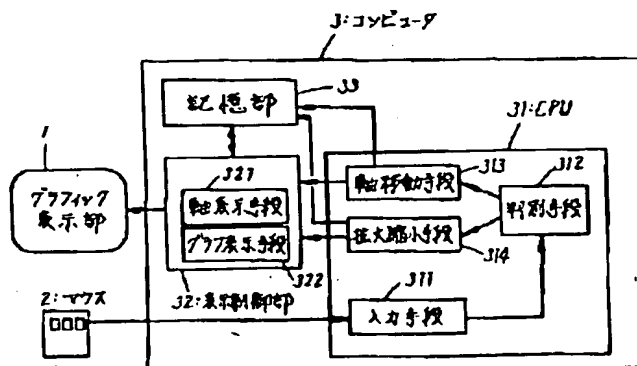 3:コンピュータ
33
記憶部
31:CPU
1
グラフィック
表示部
321
軸表示手段
グラフ表示手段
322
32:表示制御部
313
軸移動手段
312
判別手段
拡大縮小手段
314
311
入力手段
2:マウス